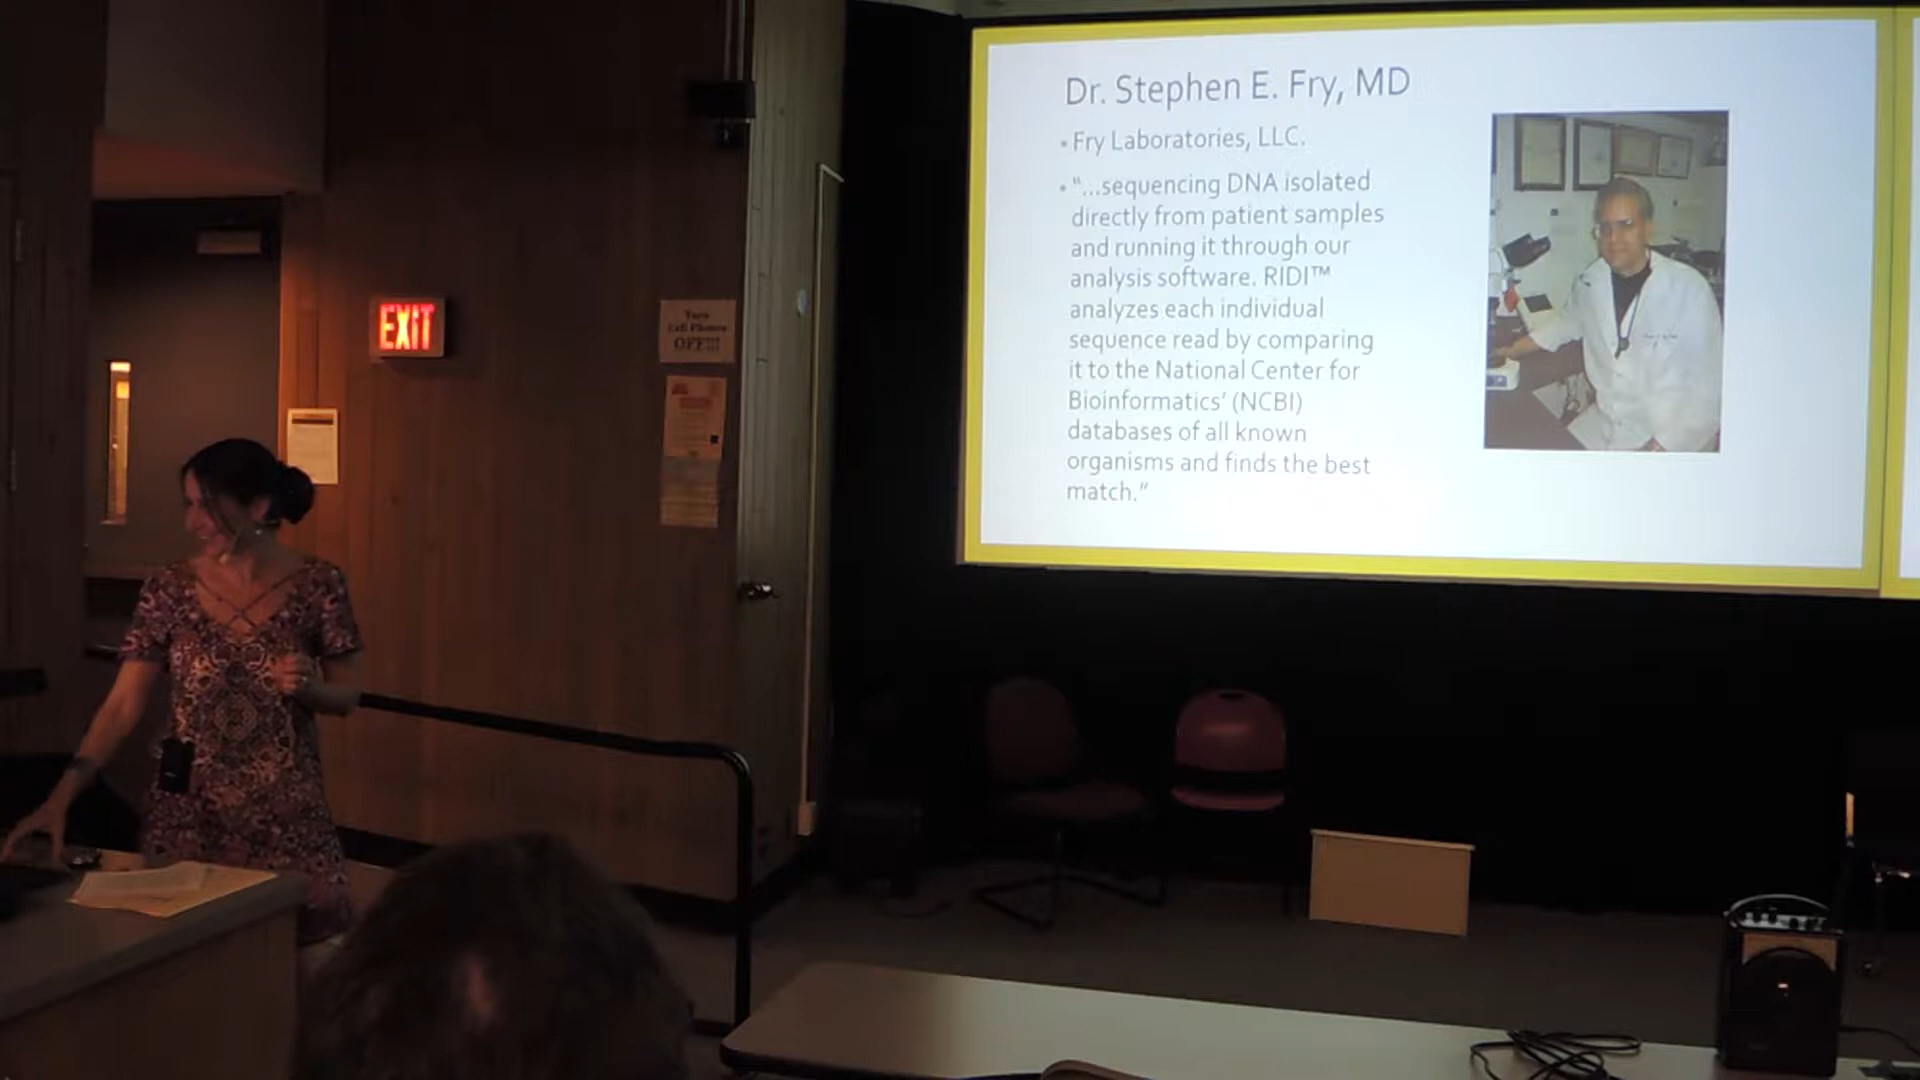 Dr. Stephen E. Fry, MD
• Fry Laboratories, LLC.
• “...sequencing DNA isolated
directly from patient samples
and running it through our
analysis software. RIDI™
analyzes each individual
sequence read by comparing
it to the National Center for
Bioinformatics’ (NCBI)
databases of all known
organisms and finds the best
match.”
EXIT
Turn
Cell Phones
OFF!!!